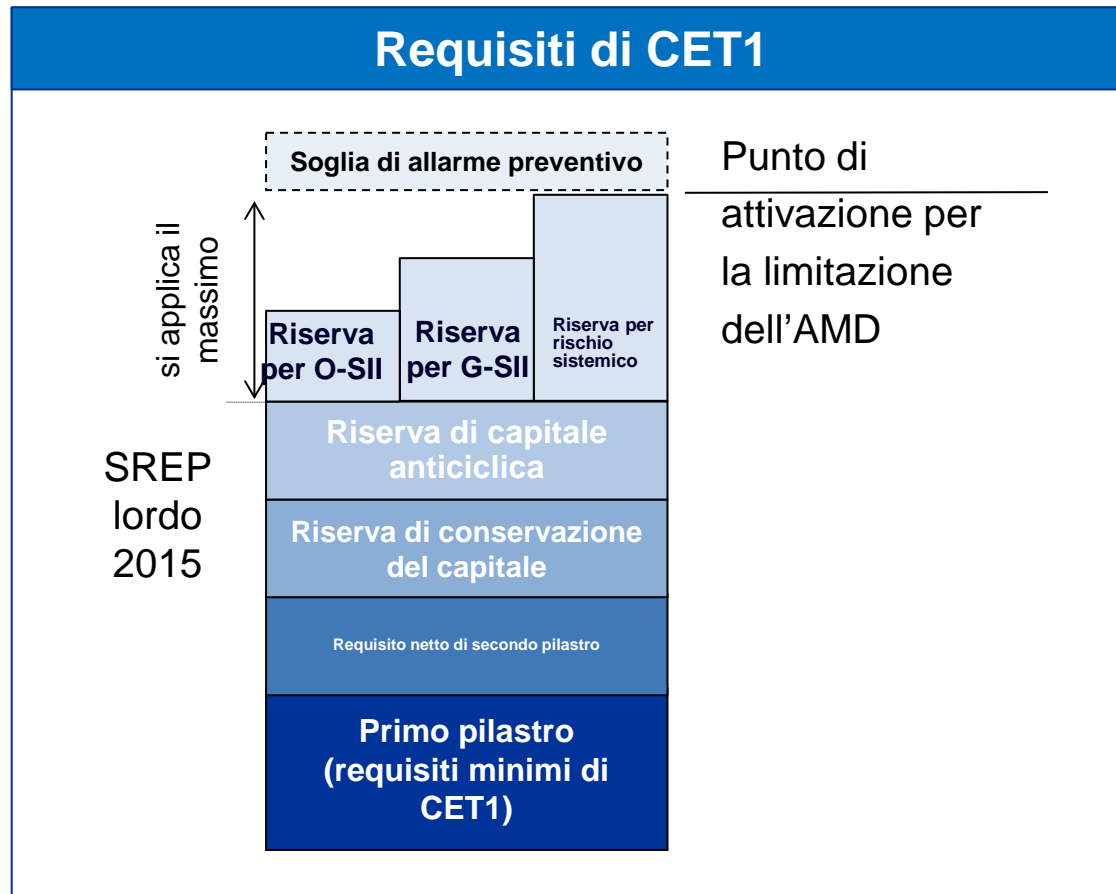 Requisiti di CET1
Soglia di allarme preventivo
Punto di
attivazione per
la limitazione
dell’AMD
si applica il
massimo
Riserva
per O-SII
Riserva
per G-SII
Riserva per
rischio
sistemico
Riserva di capitale
anticiclica
SREP
lordo
2015
Riserva di conservazione
del capitale
Requisito netto di secondo pilastro
Primo pilastro
(requisiti minimi di
CET1)